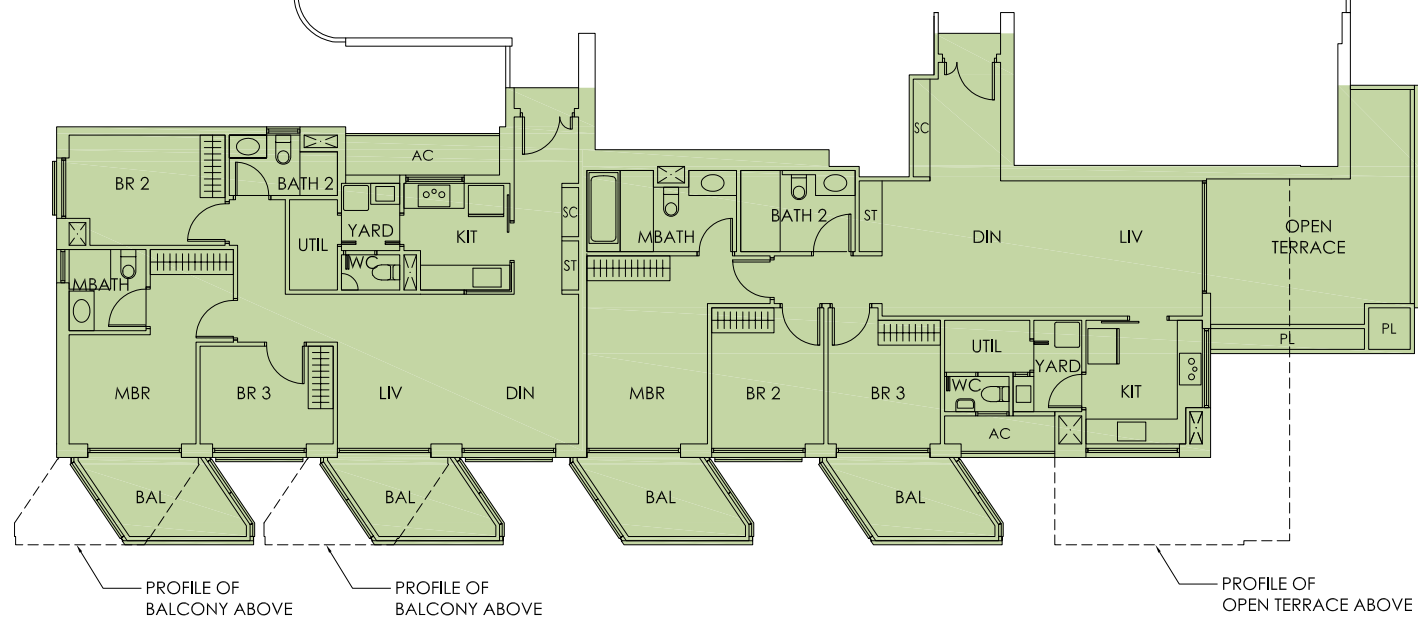 BR 2
BATH 2
AC
UTIL
YARD
KIT
WC
SC
ST
MBATH
MBR
BR 3
LIV
DIN
BAL
BAL
PROFILE OF
BALCONY ABOVE
PROFILE OF
BALCONY ABOVE
MBATH
BATH 2
ST
SC
DIN
LIV
OPEN
TERRACE
PL
PL
MBR
BR 2
BR 3
UTIL
YARD
WC
KIT
AC
BAL
BAL
PROFILE OF
OPEN TERRACE ABOVE